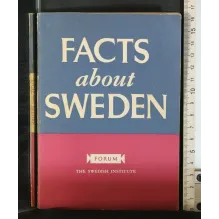 FACTS
about
SWEDEN
FORUM
THE SWEDISH INSTITUTE